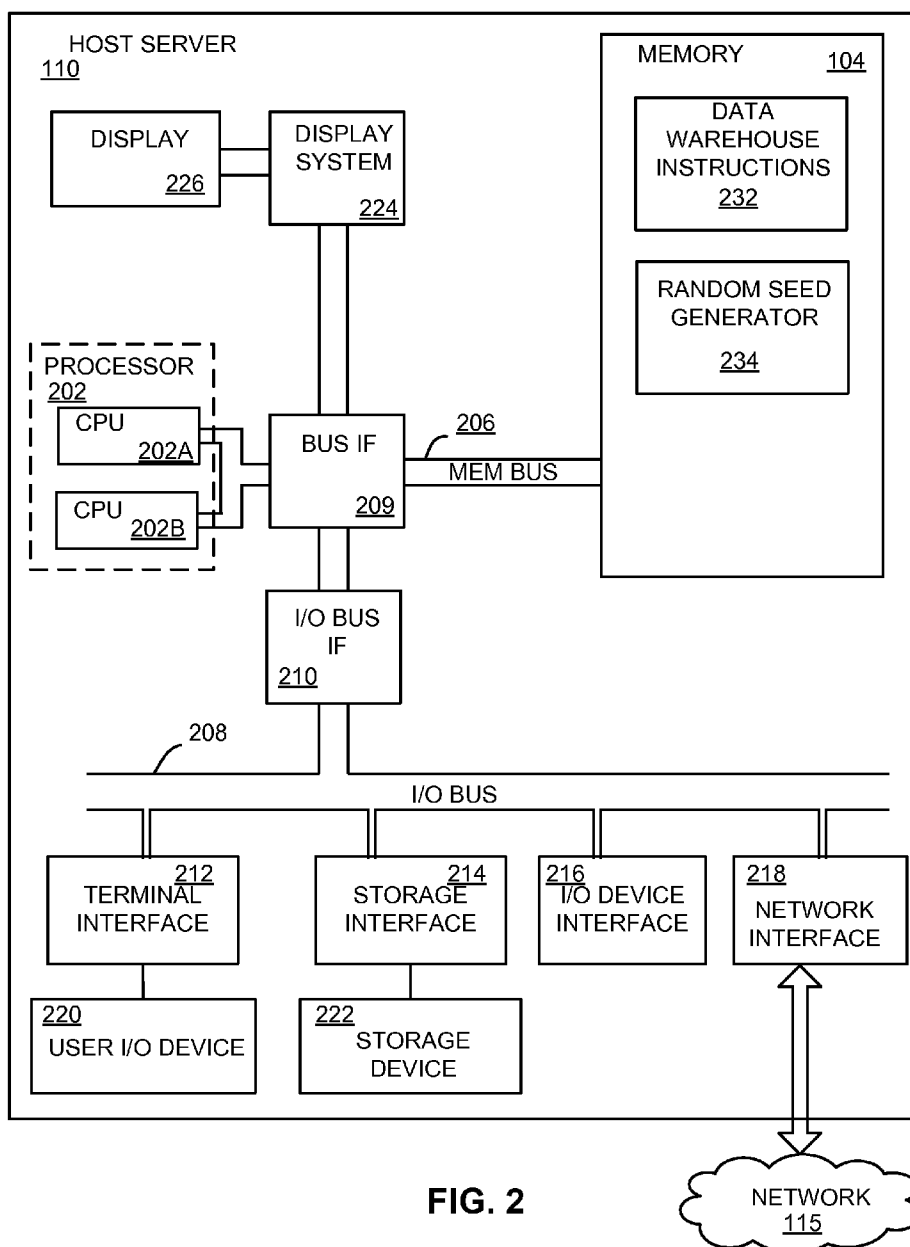 HOST SERVER
110
MEMORY
104
DATA
WAREHOUSE
INSTRUCTIONS
232
RANDOM SEED
GENERATOR
234
DISPLAY
226
DISPLAY
SYSTEM
224
PROCESSOR
202
CPU
202A
CPU
202B
BUS IF
209
206
MEM BUS
I/O BUS
IF
210
208
I/O BUS
212
TERMINAL
INTERFACE
214
STORAGE
INTERFACE
216
I/O DEVICE
INTERFACE
218
NETWORK
INTERFACE
220
USER I/O DEVICE
222
STORAGE
DEVICE
FIG. 2
NETWORK
115